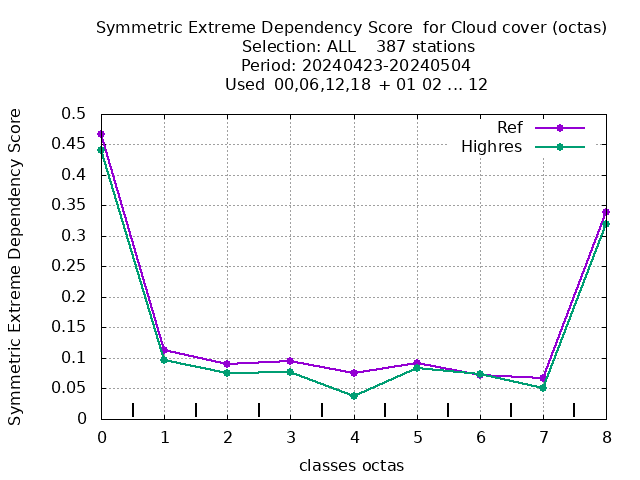 Symmetric Extreme Dependency Score  for Cloud cover (octas)
Selection: ALL    387 stations
Period: 20240423-20240504
Used  00,06,12,18  + 01 02 ... 12
Symmetric Extreme Dependency Score
Ref
Highres
0.5
0.45
0.4
0.35
0.3
0.25
0.2
0.15
0.1
0.05
0
0 1 2 3 4 5 6 7 8
classes octas